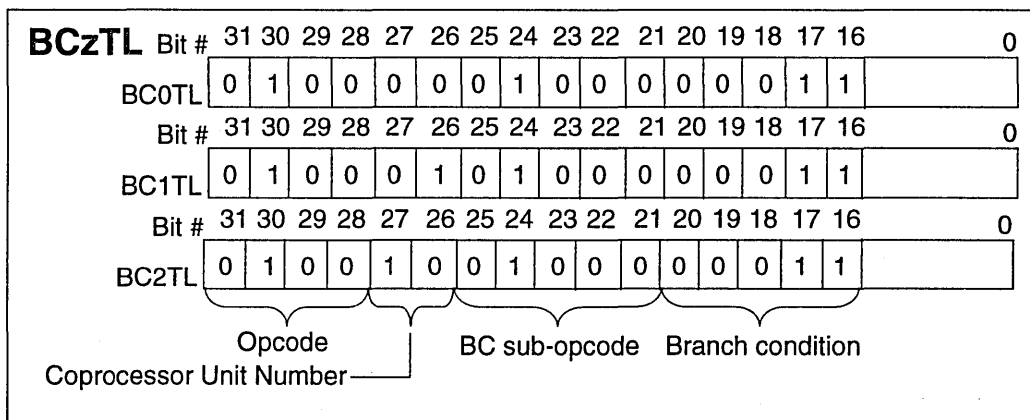 BCzTL Bit # 31 30 29 28 27 26 25 24 23 22 21 20 19 18 17 16 0
BC0TL 0 1 0 0 0 0 0 1 0 0 0 0 0 0 1 1
Bit # 31 30 29 28 27 26 25 24 23 22 21 20 19 18 17 16 0
BC1TL 0 1 0 0 0 1 0 1 0 0 0 0 0 0 1 1
Bit # 31 30 29 28 27 26 25 24 23 22 21 20 19 18 17 16 0
BC2TL 0 1 0 0 1 0 0 1 0 0 0 0 0 0 1 1
Opcode BC sub-opcode Branch condition
Coprocessor Unit Number